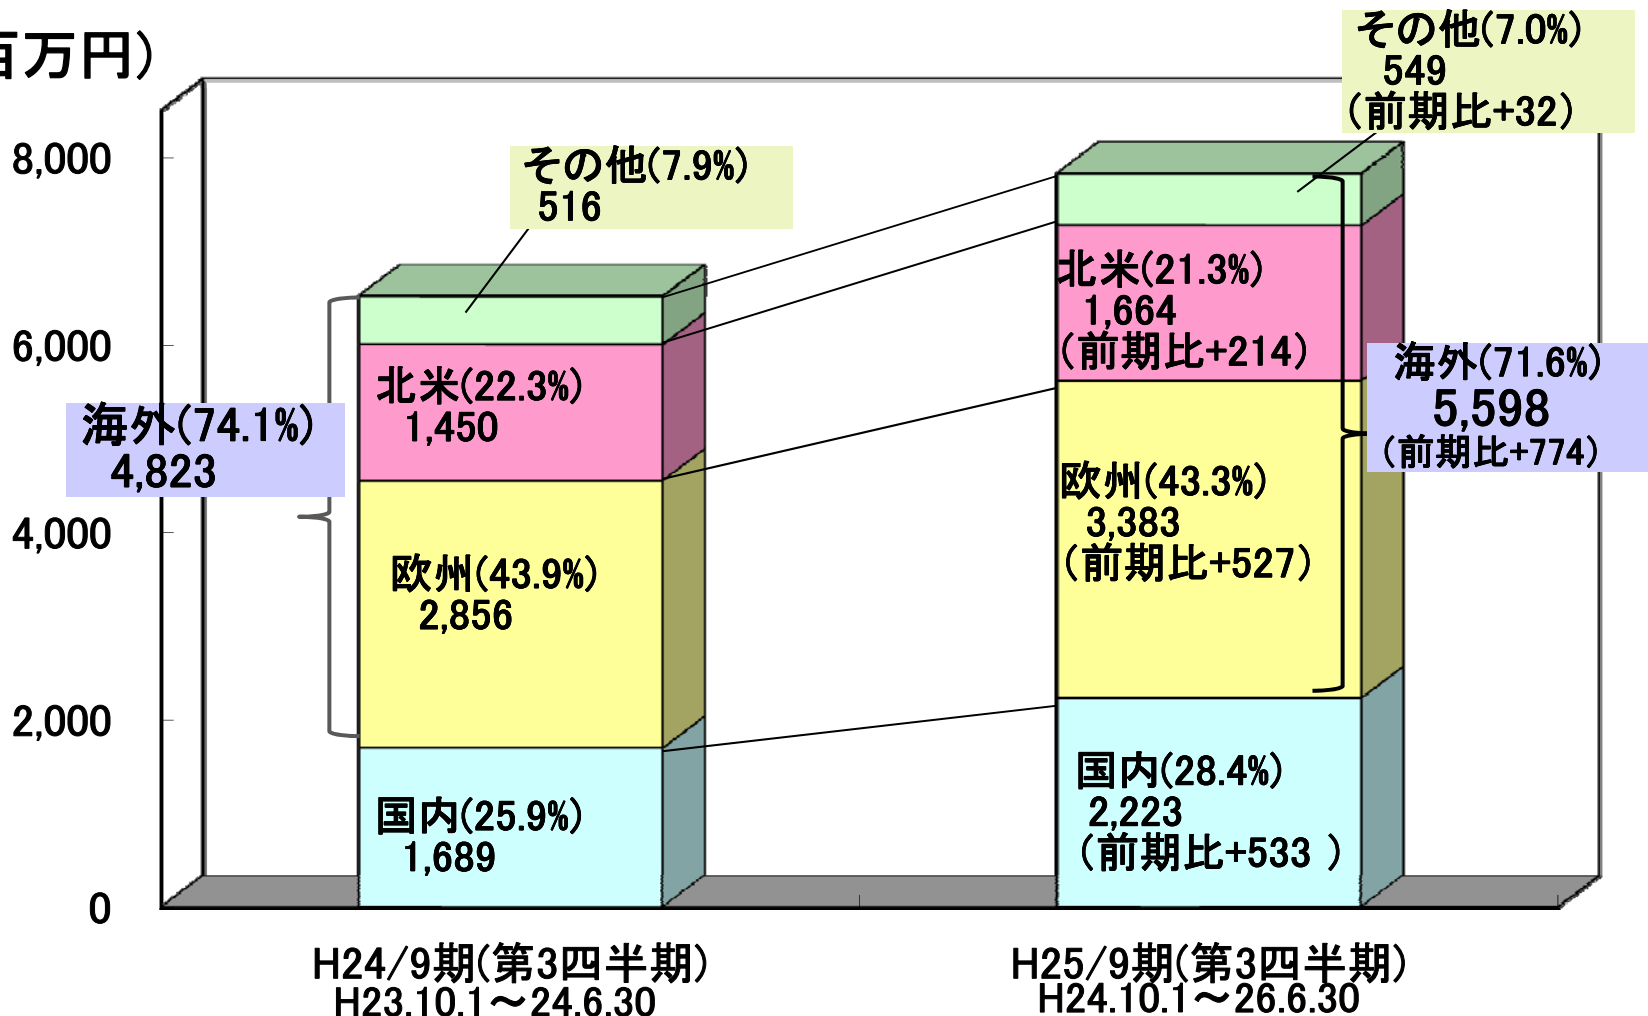 百万円)
8,000
6,000
4,000
2,000
0
その他(7.9%)
516
北米(22.3%)
1,450
海外(74.1%)
4,823
欧州(43.9%)
2,856
国内(25.9%)
1,689
その他(7.0%)
549
(前期比+32)
北米(21.3%)
1,664
(前期比+214)
海外(71.6%)
5,598
(前期比+774)
欧州(43.3%)
3,383
(前期比+527)
国内(28.4%)
2,223
(前期比+533 )
H24/9期(第3四半期)
H23.10.1～24.6.30
H25/9期(第3四半期)
H24.10.1～26.6.30